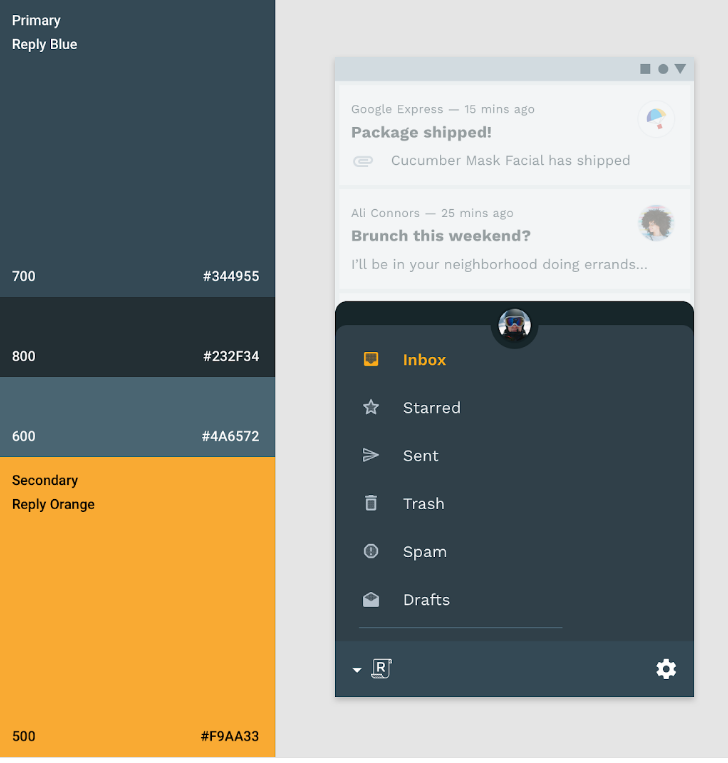 Primary
Reply Blue
700 #344955
800 #232F34
600 #4A6572
Secondary
Reply Orange
500 #F9AA33
Google Express — 15 mins ago
Package shipped!
Cucumber Mask Facial has shipped
Ali Connors — 25 mins ago
Brunch this weekend?
I'll be in your neighborhood doing errands...
Inbox
Starred
Sent
Trash
Spam
Drafts
R